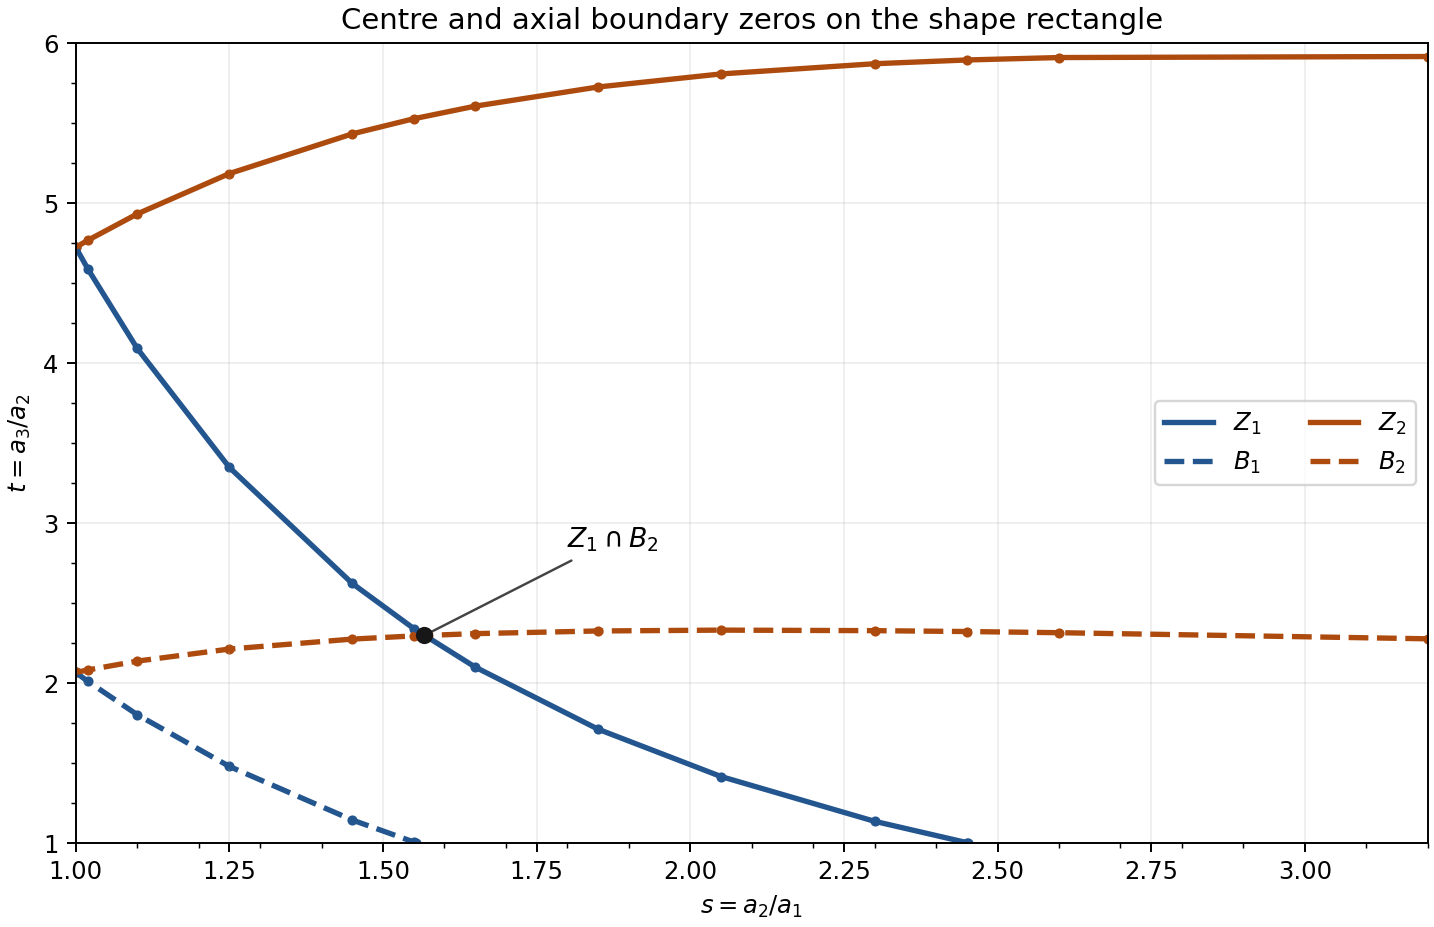 Centre and axial boundary zeros on the shape rectangle
6
5
4
3
2
1
t = a₃/a₂
Z₁ Z₂
B₁ B₂
Z₁ ∩ B₂
1.00 1.25 1.50 1.75 2.00 2.25 2.50 2.75 3.00
s = a₂/a₁